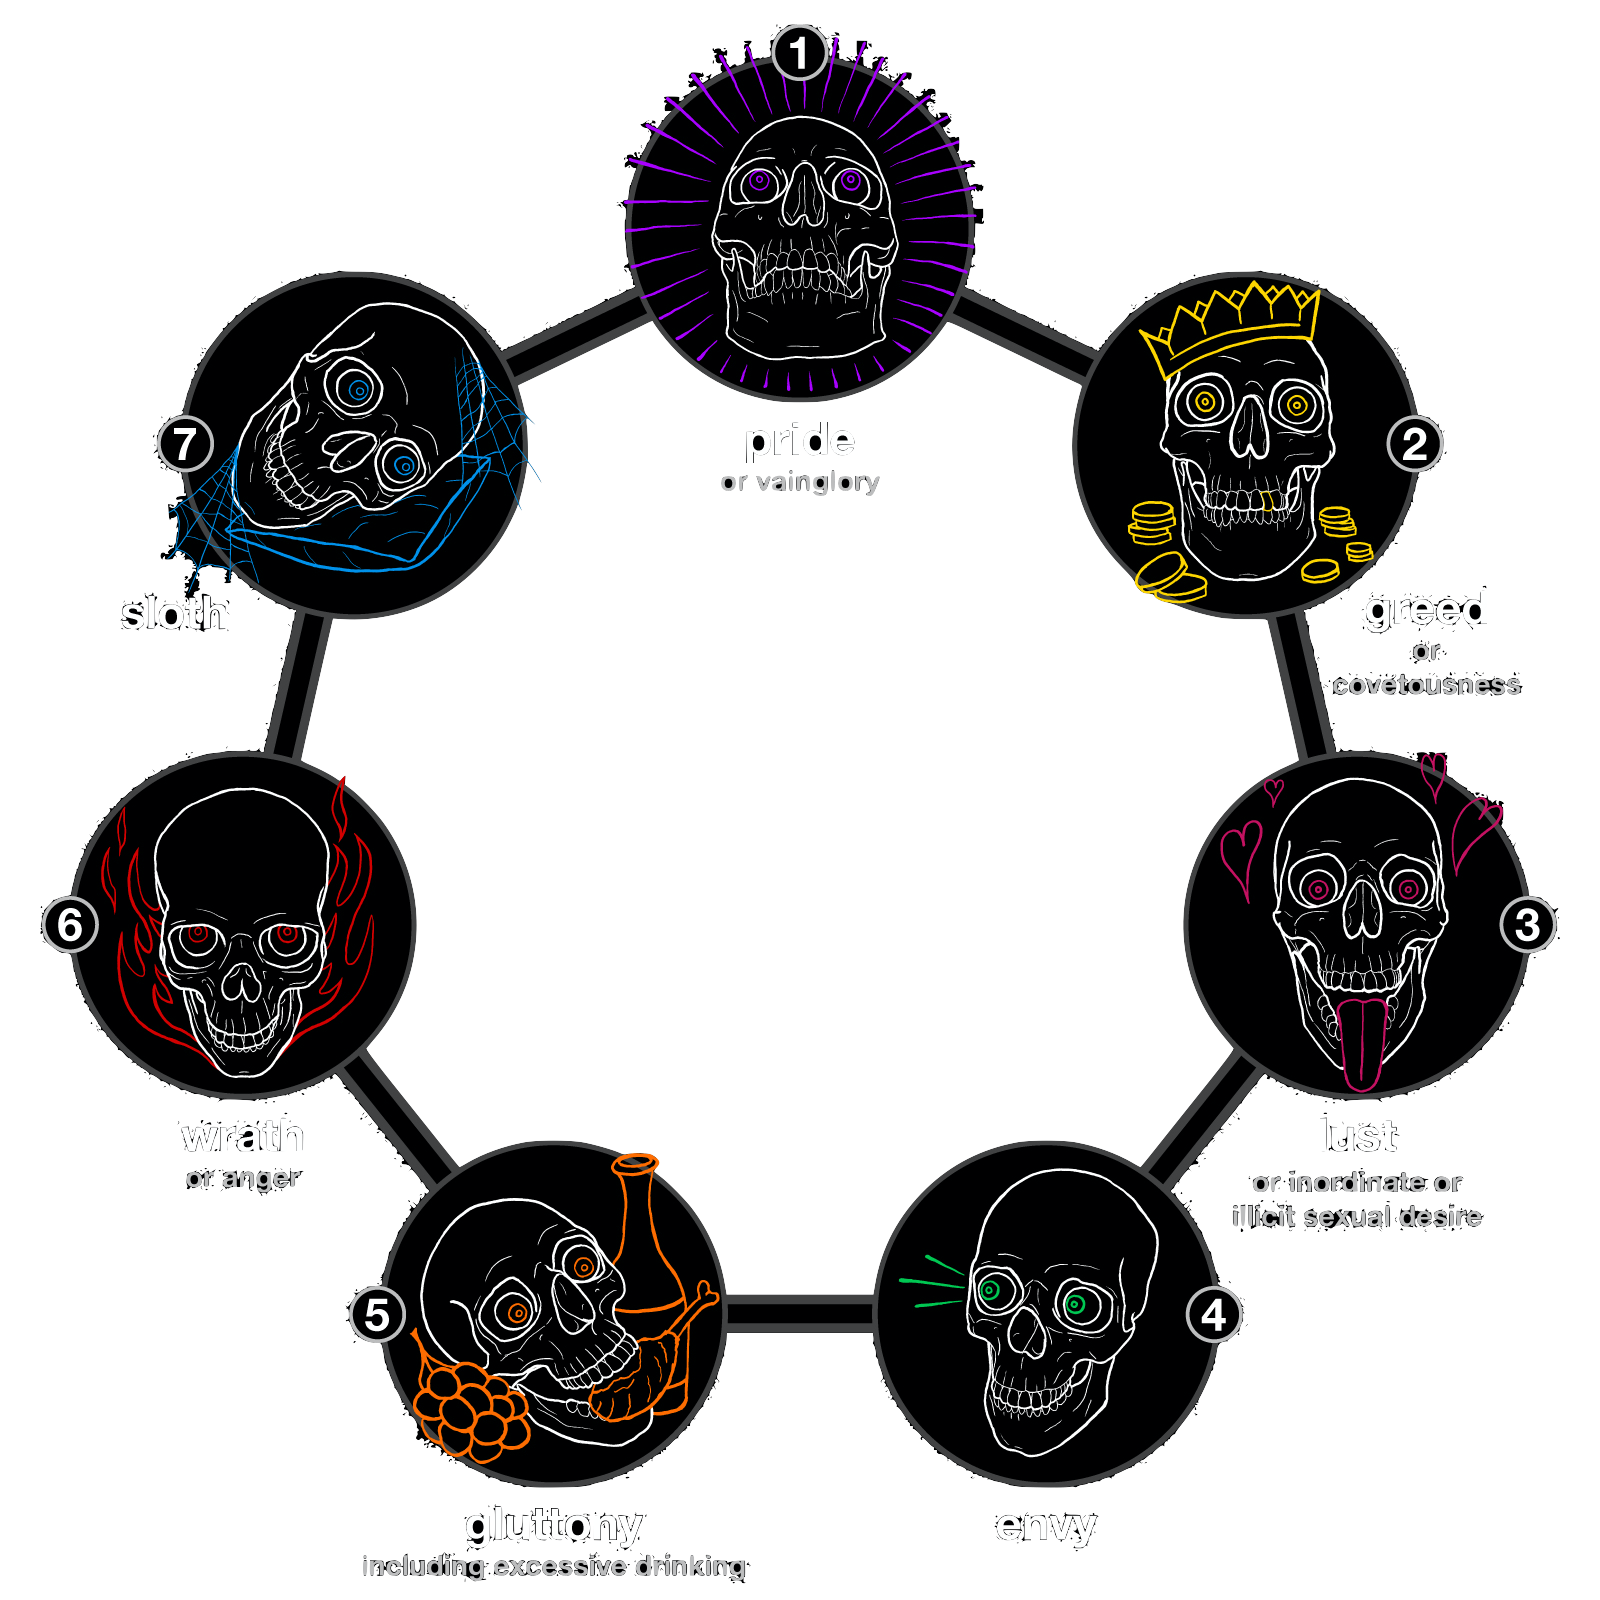 1
pride
or vainglory
2
greed
or
covetousness
3
lust
or inordinate or
illicit sexual desire
4
envy
5
gluttony
including excessive drinking
6
wrath
or anger
7
sloth